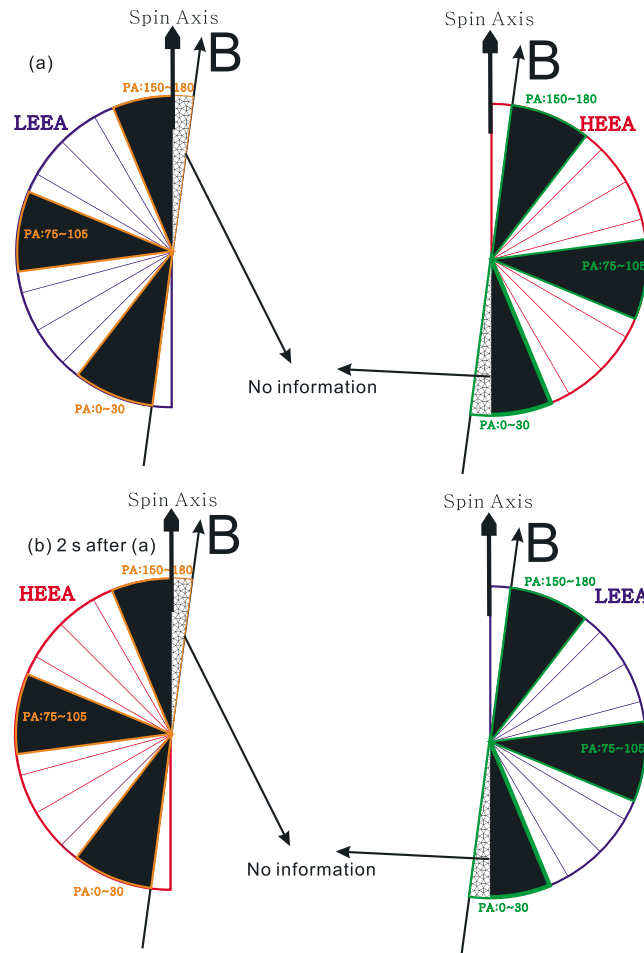 Spin Axis
Spin Axis
B
B
(a)
PA:150~180
PA:150~180
LEEA
HEEA
PA:75~105
PA:75~105
No information
PA:0~30
PA:0~30
Spin Axis
Spin Axis
B
B
(b) 2 s after (a)
PA:150~180
PA:150~180
HEEA
LEEA
PA:75~105
PA:75~105
No information
PA:0~30
PA:0~30